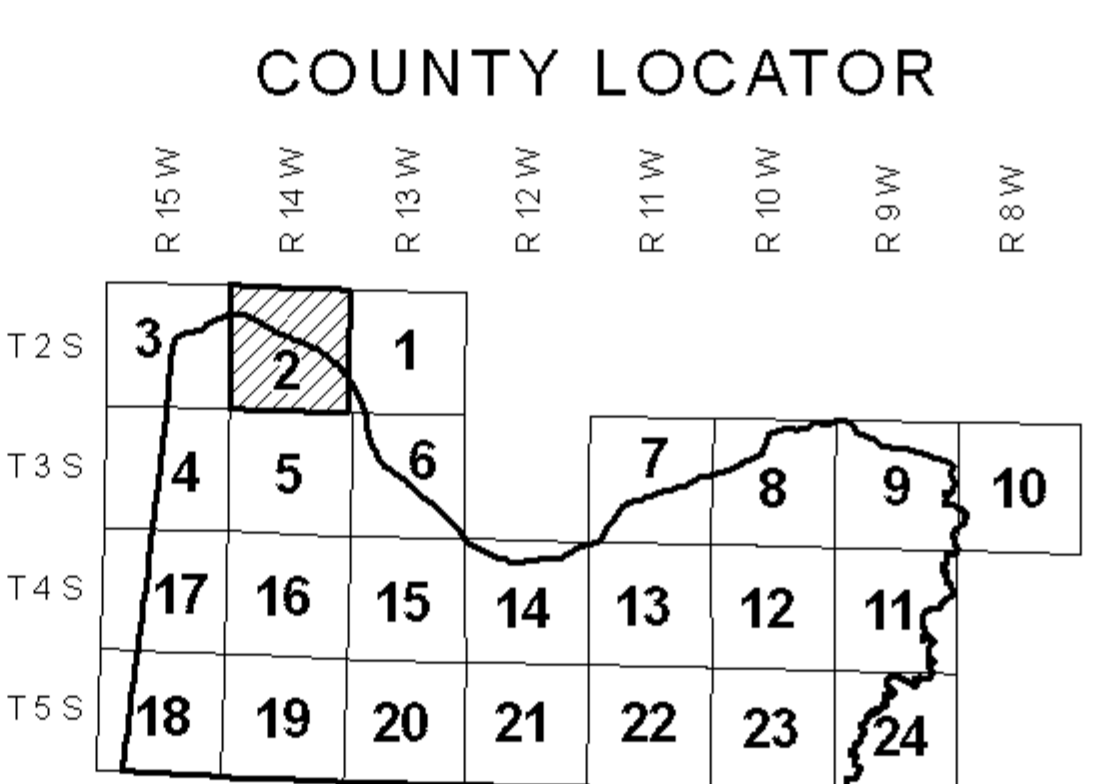 COUNTY LOCATOR
R 15 W R 14 W R 13 W R 12 W R 11 W R 10 W R 9 W R 8 W
T 2 S 3 2 1
T 3 S 4 5 6 7 8 9 10
T 4 S 17 16 15 14 13 12 11
T 5 S 18 19 20 21 22 23 24